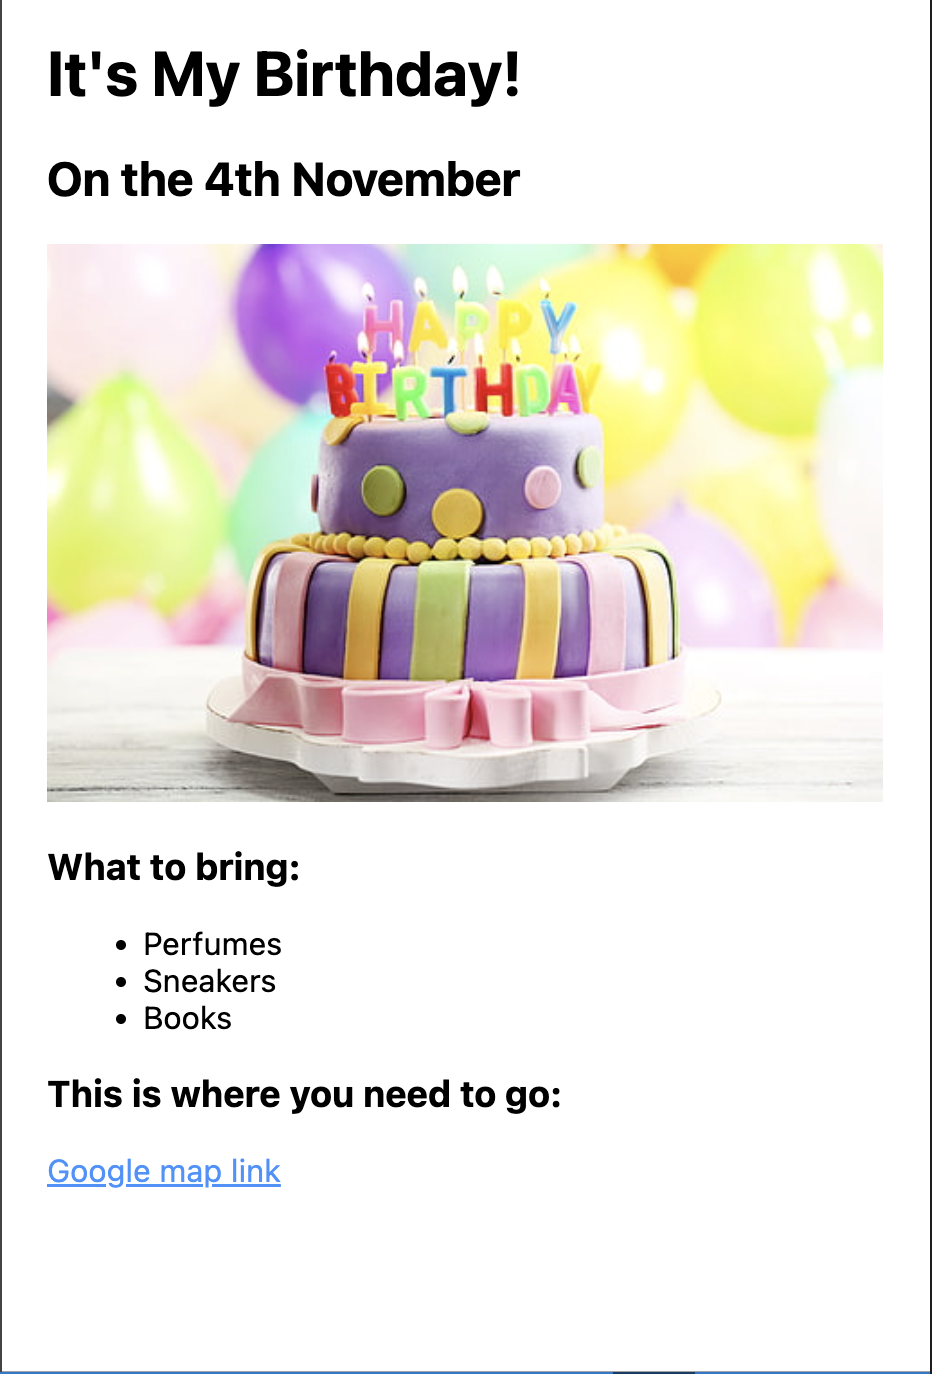 It's My Birthday!
On the 4th November
HAPPY
BIRTHDAY
What to bring:
Perfumes
Sneakers
Books
This is where you need to go:
Google map link